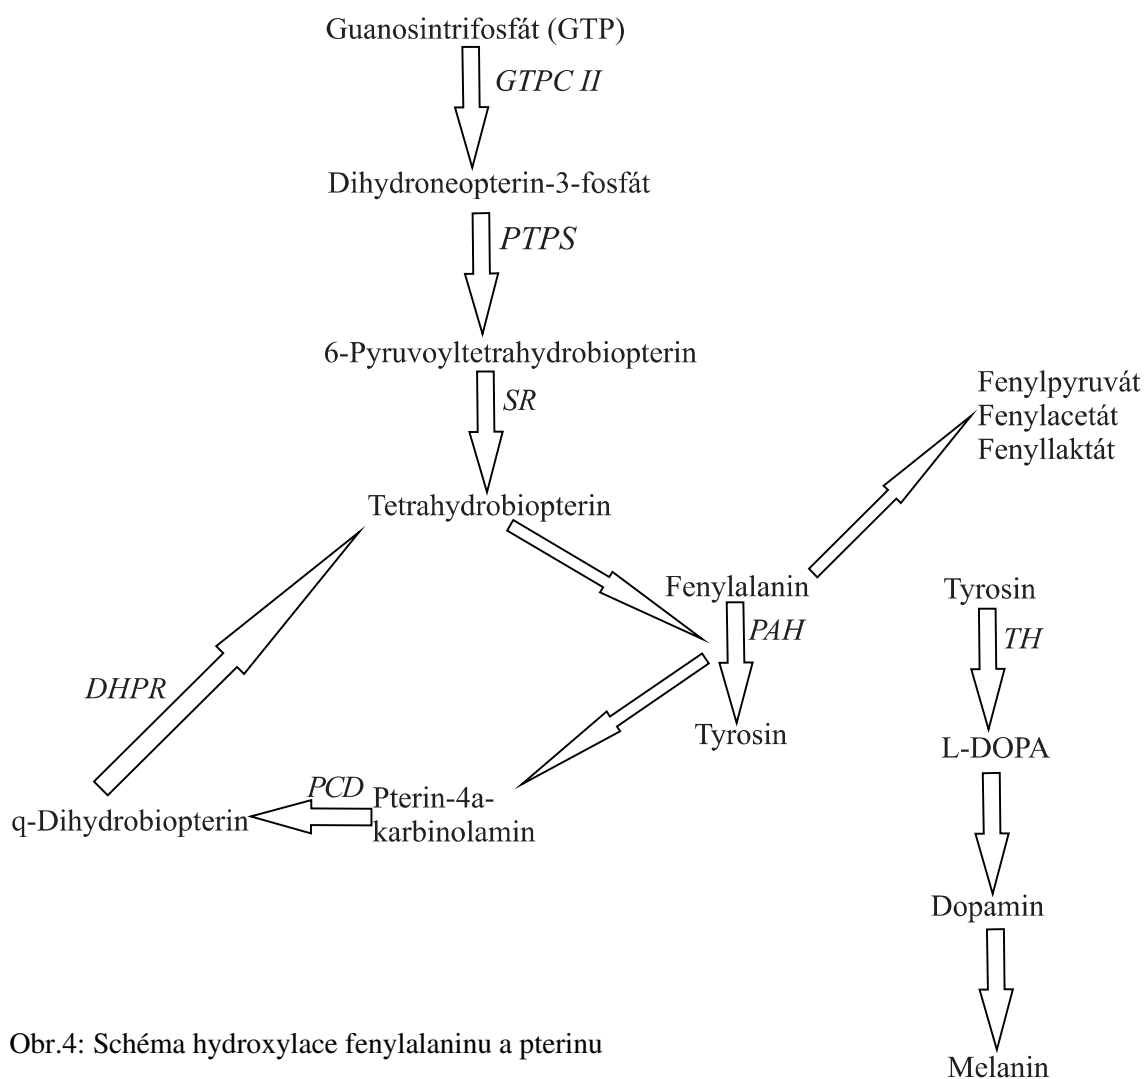 Guanosintrifosfát (GTP)
GTPC II
Dihydroneopterin-3-fosfát
PTPS
6-Pyruvoyltetrahydrobiopterin
SR
Tetrahydrobiopterin
Fenylpyruvát
Fenylacetát
Fenyllaktát
Fenylalanin
PAH
Tyrosin
Tyrosin
TH
L-DOPA
Dopamin
Melanin
DHPR
PCD
Pterin-4a-
karbinolamin
q-Dihydrobiopterin
Obr.4: Schéma hydroxylace fenylalaninu a pterinu